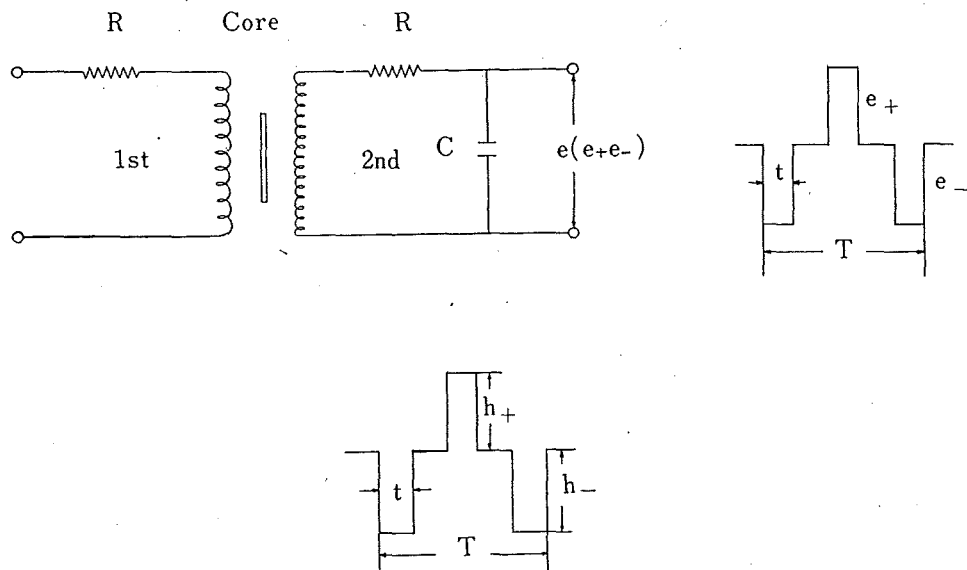 R Core R
1st 2nd C e(e+e-)
e+
t
e-
T
h+
t
h-
T